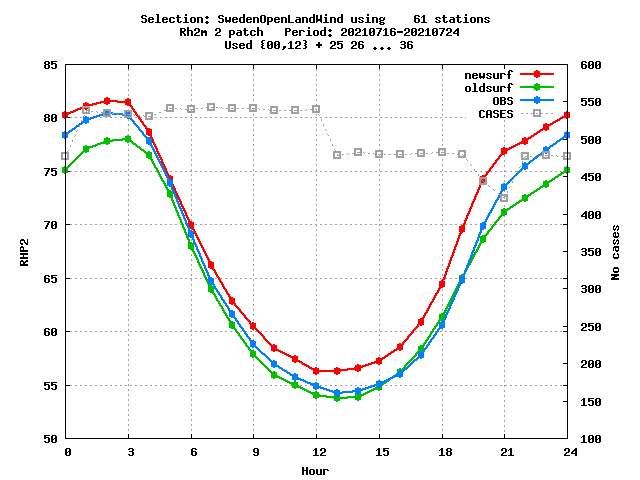 Selection: SwedenOpenLandWind using    61 stations
Rh2m 2 patch   Period: 20210716-20210724
Used {00,12} + 25 26 ... 36
85 600
newsurf
oldsurf
OBS
CASES
80 550
500
75 450
70 400
RHP2 No cases
350
65 300
60 250
200
55 150
50 100
0 3 6 9 12 15 18 21 24
Hour